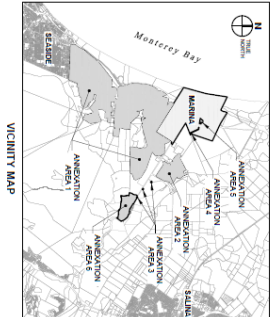 N
TRUE
NORTH
Monterey Bay
SEASIDE
MARINA
ANNEXATION
AREA 5
ANNEXATION
AREA 4
ANNEXATION
AREA 2
ANNEXATION
AREA 3
ANNEXATION
AREA 1
ANNEXATION
AREA 6
SALINA
VICINITY MAP